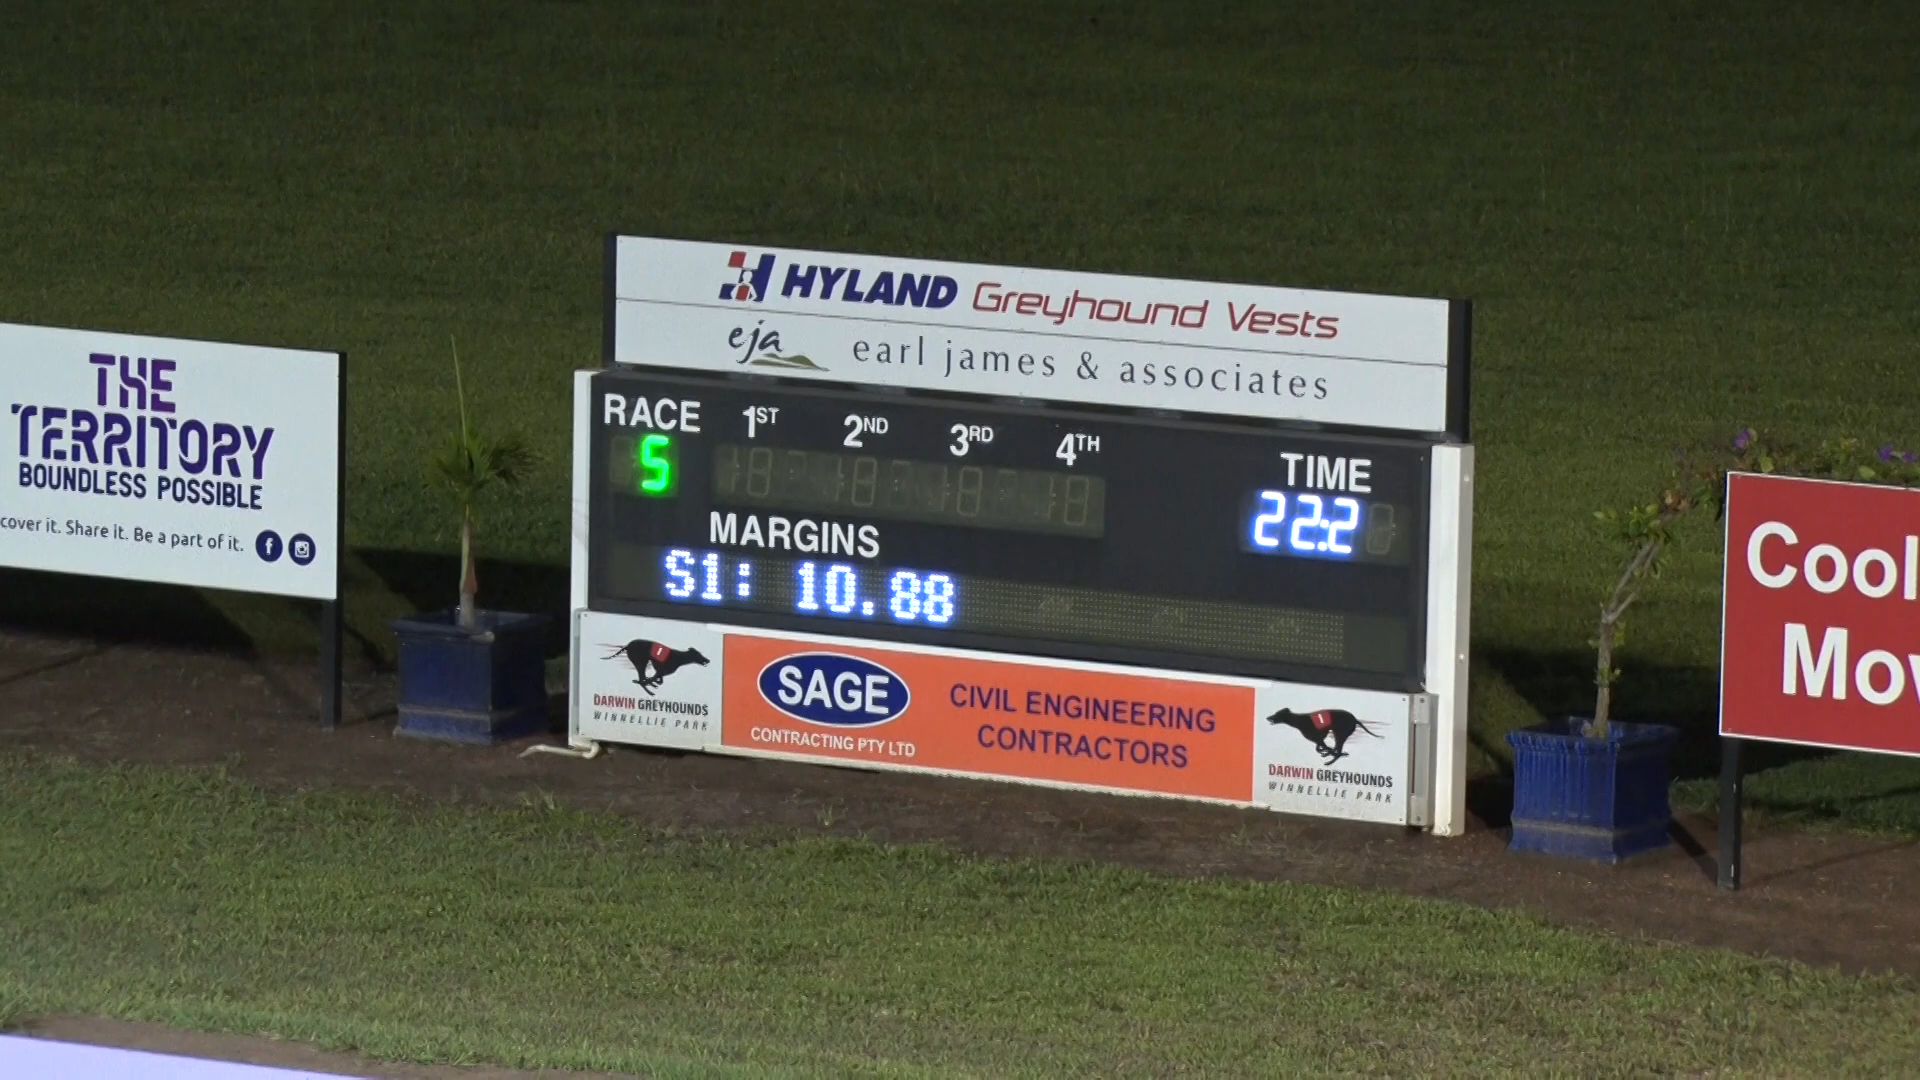 THE
TERRITORY
BOUNDLESS POSSIBLE
cover it. Share it. Be a part of it.
HYLAND Greyhound Vests
eja earl james & associates
RACE 1ST 2ND 3RD 4TH TIME
5 22:2
MARGINS
S1: 10.88
DARWIN GREYHOUNDS
WINNELLIE PARK
SAGE
CONTRACTING PTY LTD
CIVIL ENGINEERING
CONTRACTORS
DARWIN GREYHOUNDS
WINNELLIE PARK
Cool
Mov